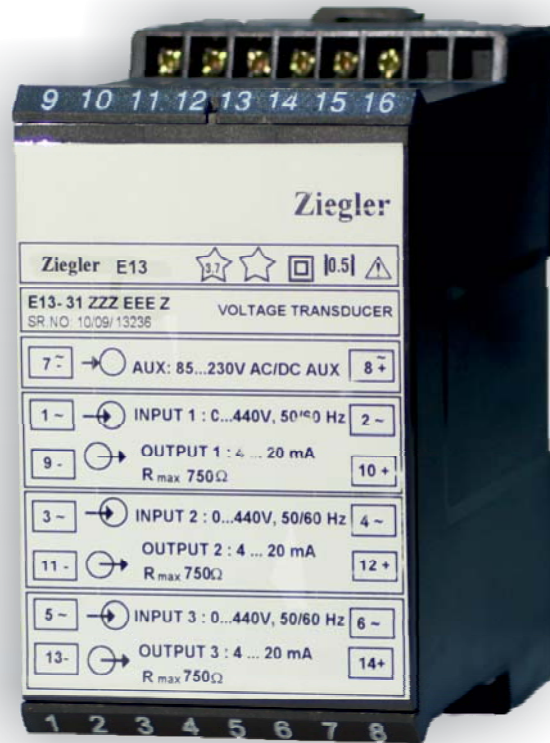 9 10 11 12 13 14 15 16
Ziegler
Ziegler E13 3.7 0.5
E13- 31 ZZZ EEE Z VOLTAGE TRANSDUCER
SR.NO: 10/09/ 13236
7 ~ - AUX: 85...230V AC/DC AUX 8 ~ +
1 ~ INPUT 1 : 0...440V, 50/60 Hz 2 ~
9 - OUTPUT 1 : 4 ... 20 mA 10 +
R max 750Ω
3 ~ INPUT 2 : 0...440V, 50/60 Hz 4 ~
11 - OUTPUT 2 : 4 ... 20 mA 12 +
R max 750Ω
5 ~ INPUT 3 : 0...440V, 50/60 Hz 6 ~
13- OUTPUT 3 : 4 ... 20 mA 14+
R max 750Ω
1 2 3 4 5 6 7 8